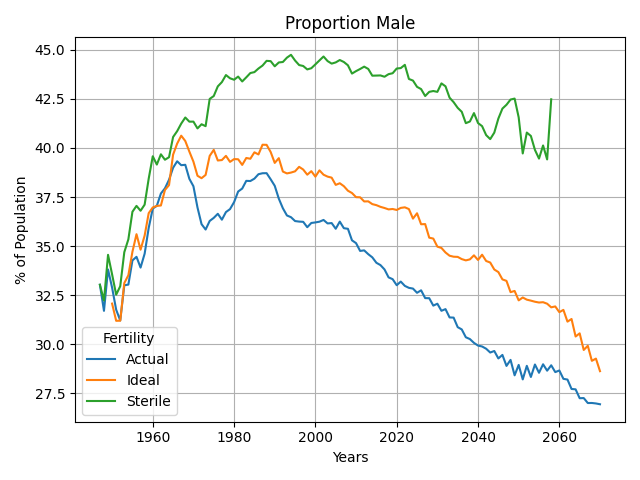 Proportion Male
% of Population
45.0
42.5
40.0
37.5
35.0
32.5
30.0
27.5
Fertility
Actual
Ideal
Sterile
1960 1980 2000 2020 2040 2060
Years